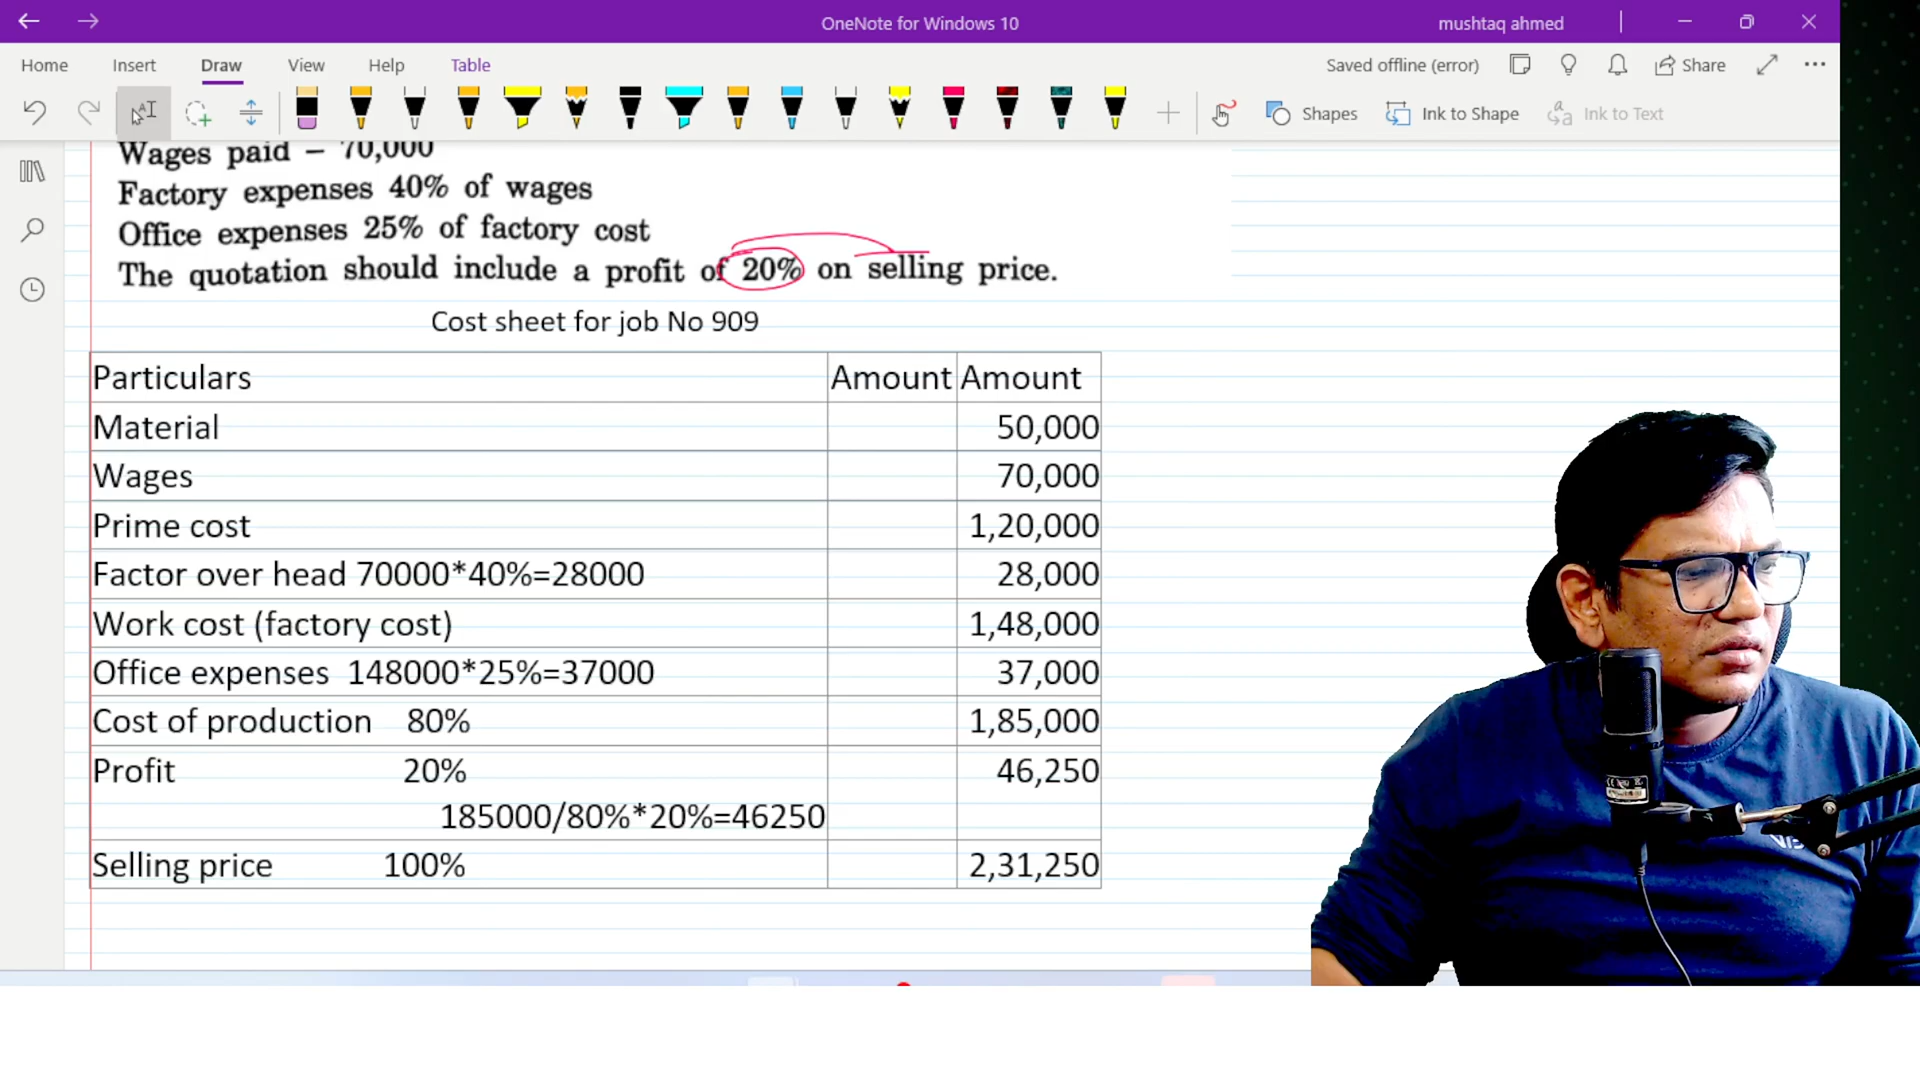 OneNote for Windows 10
mushtaq ahmed
Home Insert Draw View Help Table
Saved offline (error)
Share
Shapes
Ink to Shape
Ink to Text
Wages paid – 70,000
Factory expenses 40% of wages
Office expenses 25% of factory cost
The quotation should include a profit of 20% on selling price.
Cost sheet for job No 909
Particulars Amount Amount
Material 50,000
Wages 70,000
Prime cost 1,20,000
Factor over head 70000*40%=28000 28,000
Work cost (factory cost) 1,48,000
Office expenses 148000*25%=37000 37,000
Cost of production 80% 1,85,000
Profit 20% 46,250
185000/80%*20%=46250
Selling price 100% 2,31,250